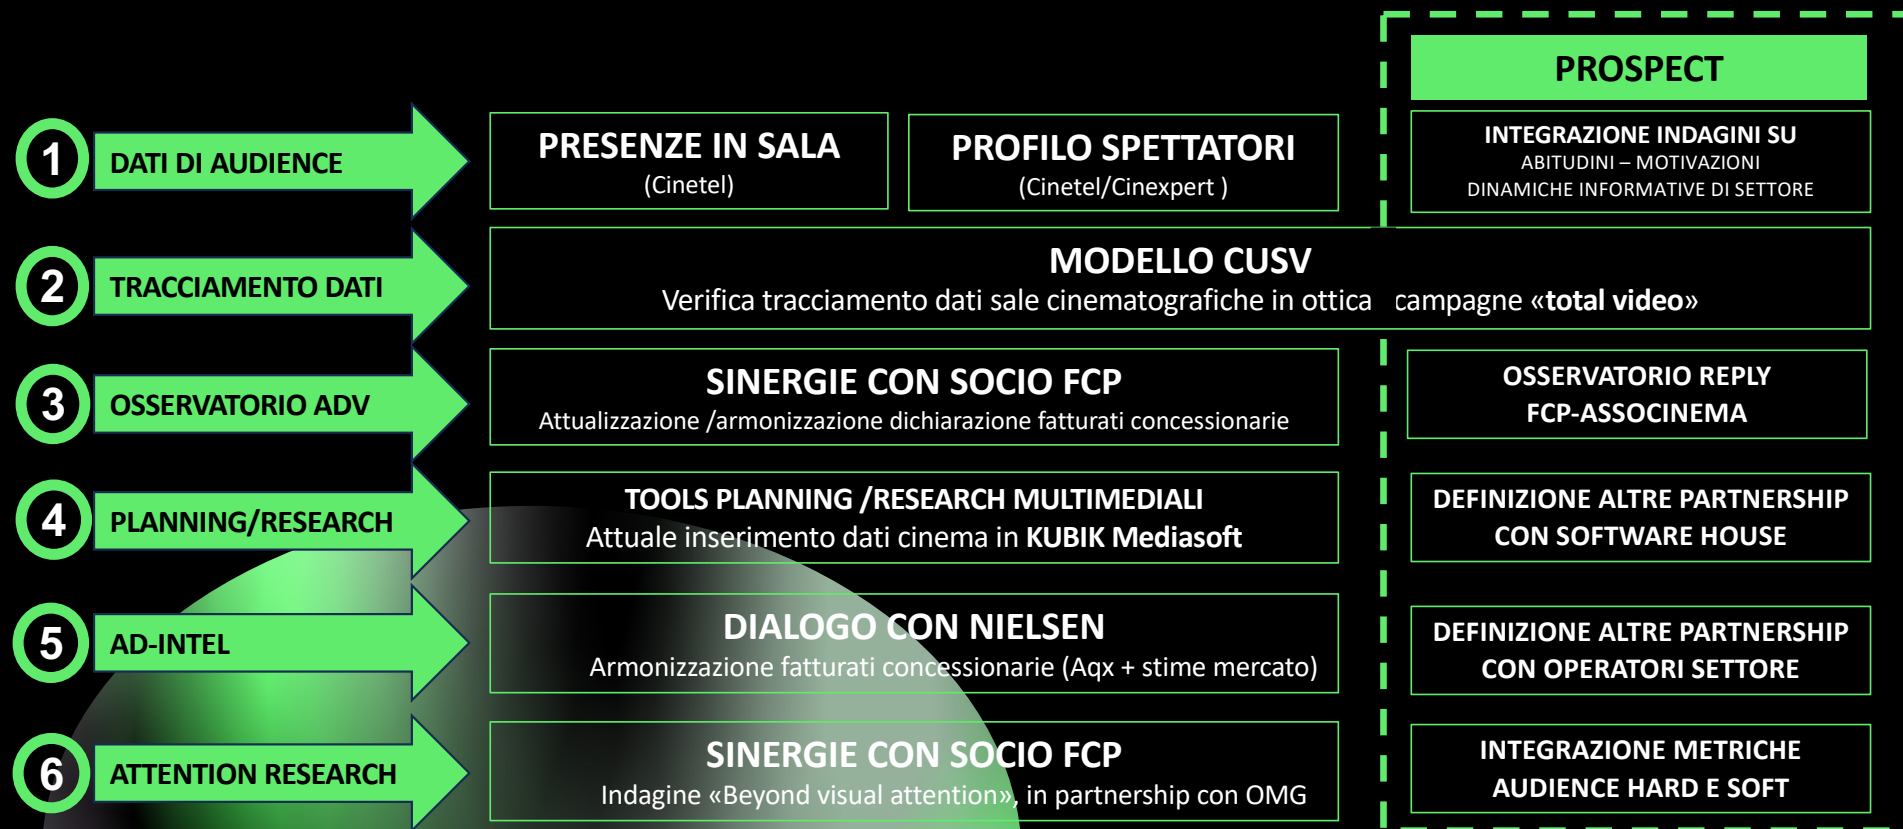 PROSPECT
1
DATI DI AUDIENCE
PRESENZE IN SALA
(Cinetel)
PROFILO SPETTATORI
(Cinetel/Cinexpert )
INTEGRAZIONE INDAGINI SU
ABITUDINI – MOTIVAZIONI
DINAMICHE INFORMATIVE DI SETTORE
2
TRACCIAMENTO DATI
MODELLO CUSV
Verifica tracciamento dati sale cinematografiche in ottica campagne «total video»
3
OSSERVATORIO ADV
SINERGIE CON SOCIO FCP
Attualizzazione /armonizzazione dichiarazione fatturati concessionarie
OSSERVATORIO REPLY
FCP-ASSOCINEMA
4
PLANNING/RESEARCH
TOOLS PLANNING /RESEARCH MULTIMEDIALI
Attuale inserimento dati cinema in KUBIK Mediasoft
DEFINIZIONE ALTRE PARTNERSHIP
CON SOFTWARE HOUSE
5
AD-INTEL
DIALOGO CON NIELSEN
Armonizzazione fatturati concessionarie (Aqx + stime mercato)
DEFINIZIONE ALTRE PARTNERSHIP
CON OPERATORI SETTORE
6
ATTENTION RESEARCH
SINERGIE CON SOCIO FCP
Indagine «Beyond visual attention», in partnership con OMG
INTEGRAZIONE METRICHE
AUDIENCE HARD E SOFT